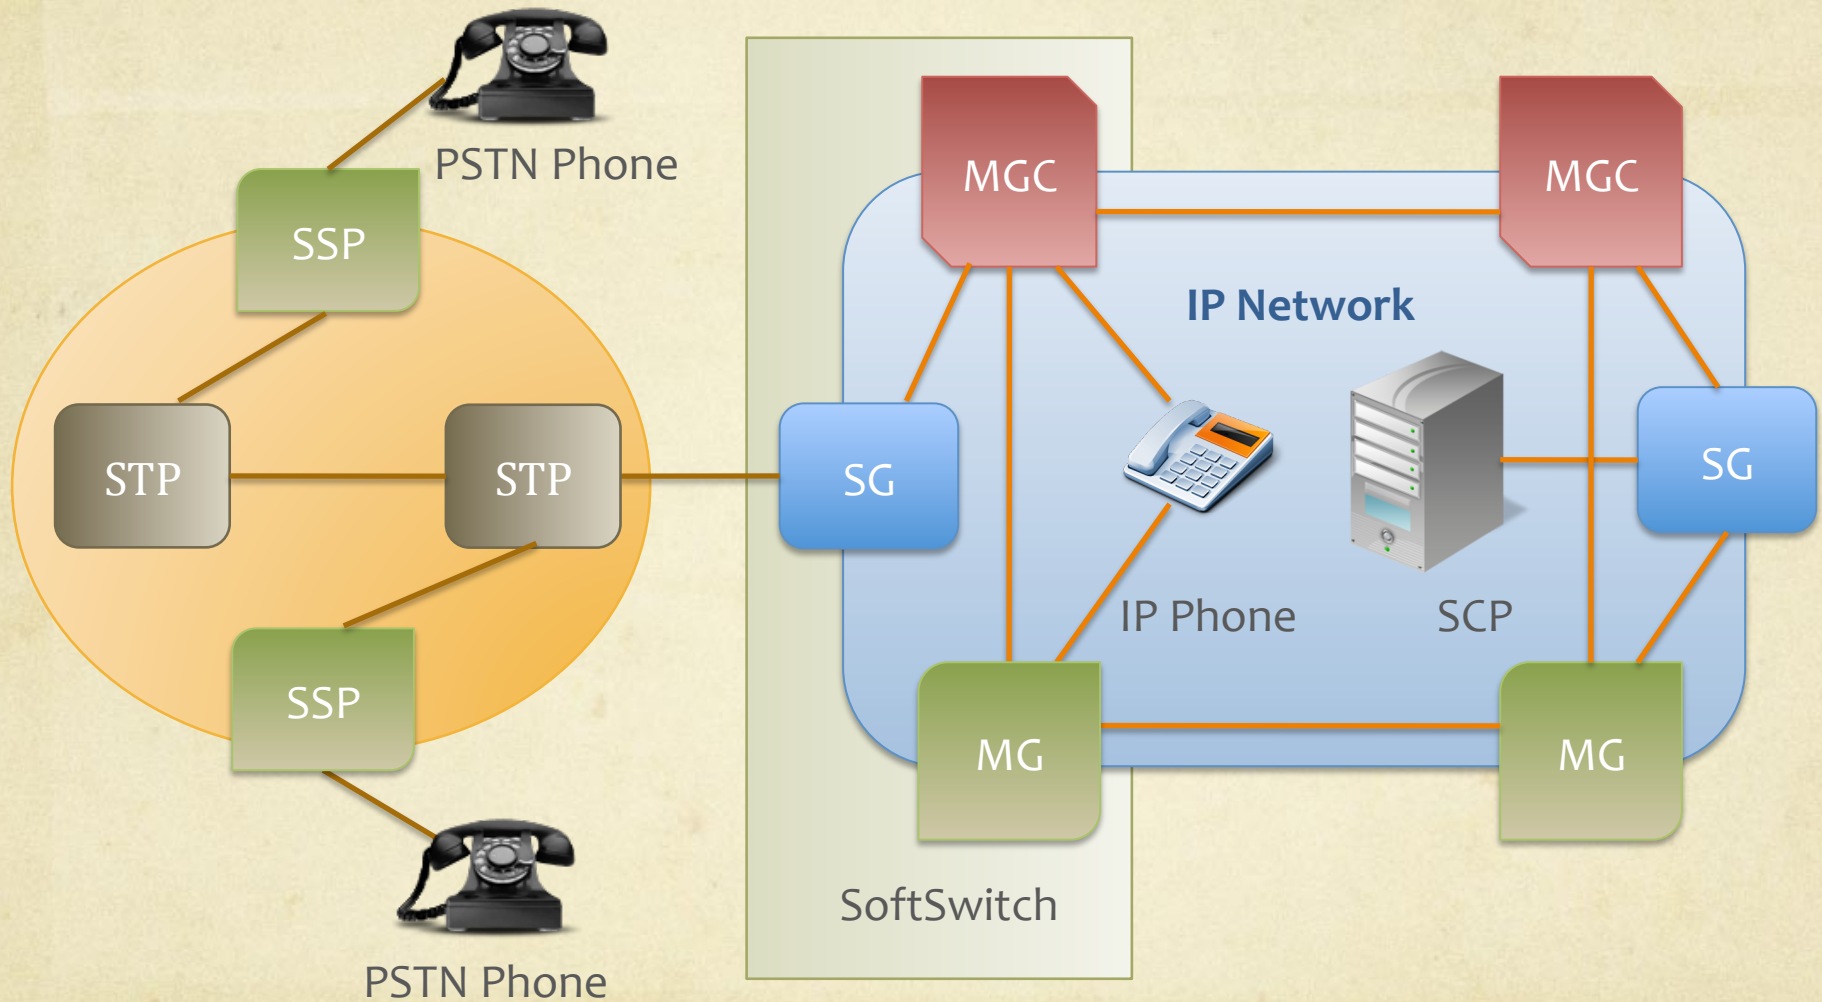 PSTN Phone
MGC
MGC
SSP
IP Network
STP
STP
SG
SG
IP Phone
SCP
SSP
MG
MG
SoftSwitch
PSTN Phone